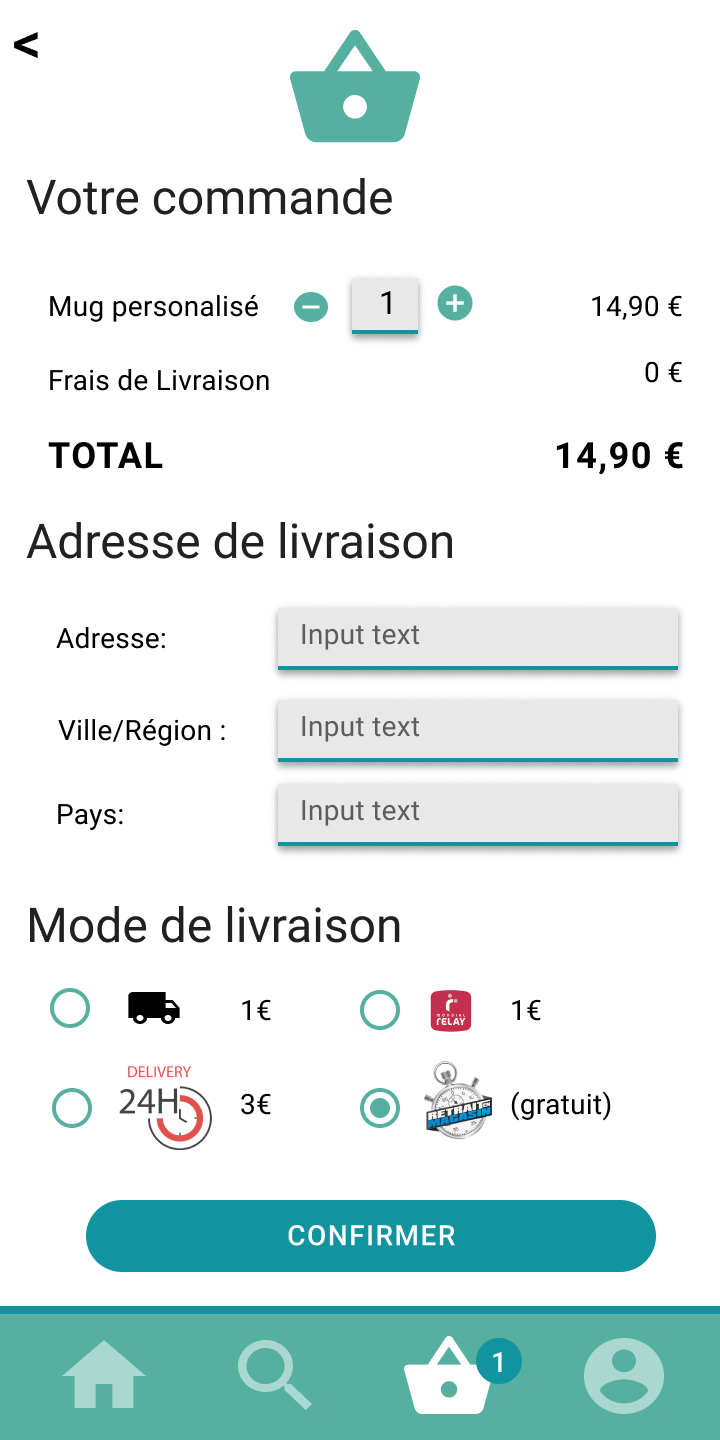 <
Votre commande
Mug personalisé 1 14,90 €
Frais de Livraison 0 €
TOTAL 14,90 €
Adresse de livraison
Adresse: Input text
Ville/Région : Input text
Pays: Input text
Mode de livraison
1€ MONDIAL RELAY 1€
DELIVERY
24H 3€ RETRAIT EN MAGASIN (gratuit)
CONFIRMER
1